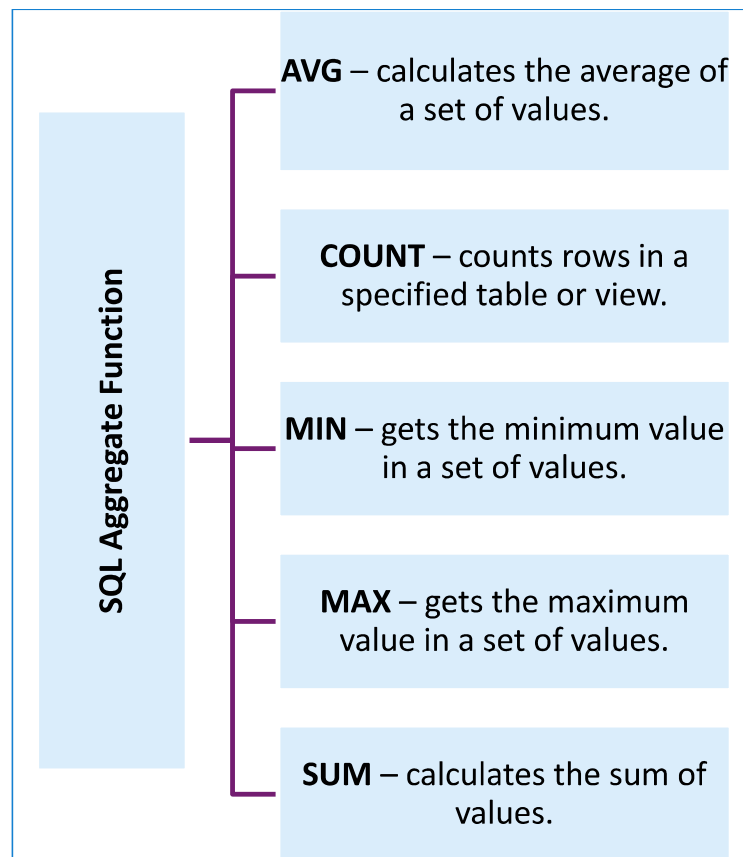 SQL Aggregate Function
AVG – calculates the average of
a set of values.
COUNT – counts rows in a
specified table or view.
MIN – gets the minimum value
in a set of values.
MAX – gets the maximum
value in a set of values.
SUM – calculates the sum of
values.